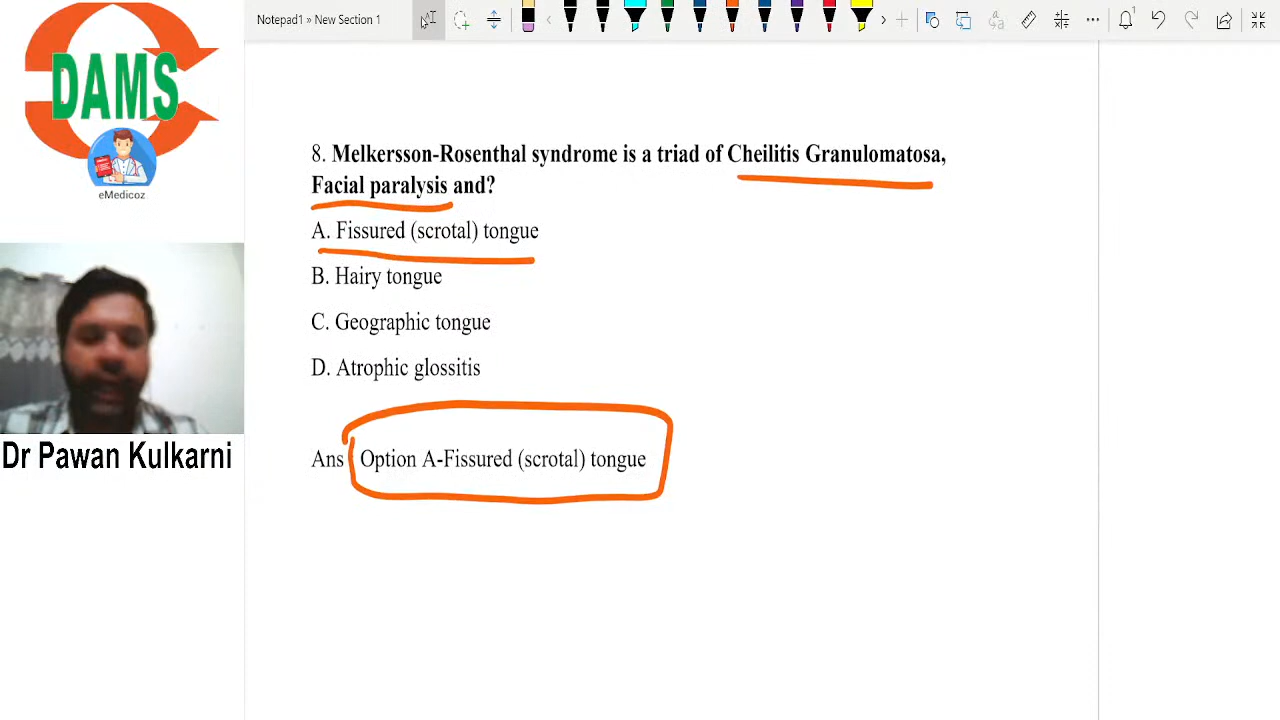 Notepad1 » New Section 1
DAMS
eMedicoz
8. Melkersson-Rosenthal syndrome is a triad of Cheilitis Granulomatosa,
Facial paralysis and?
A. Fissured (scrotal) tongue
B. Hairy tongue
C. Geographic tongue
D. Atrophic glossitis
Ans Option A-Fissured (scrotal) tongue
Dr Pawan Kulkarni